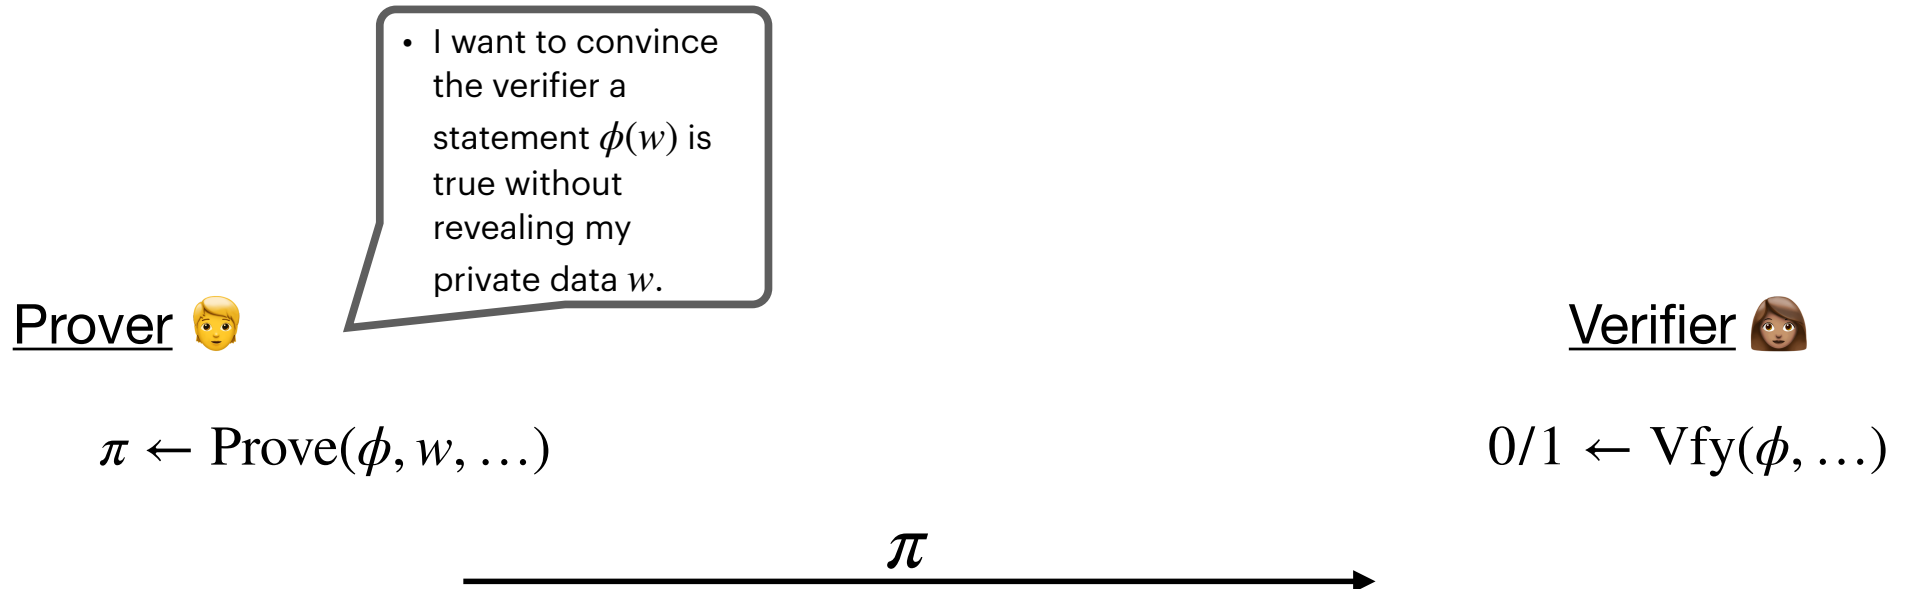 • I want to convince
the verifier a
statement ϕ(w) is
true without
revealing my
private data w.
Prover
Verifier
π ← Prove(ϕ, w, …)
0/1 ← Vfy(ϕ, …)
π